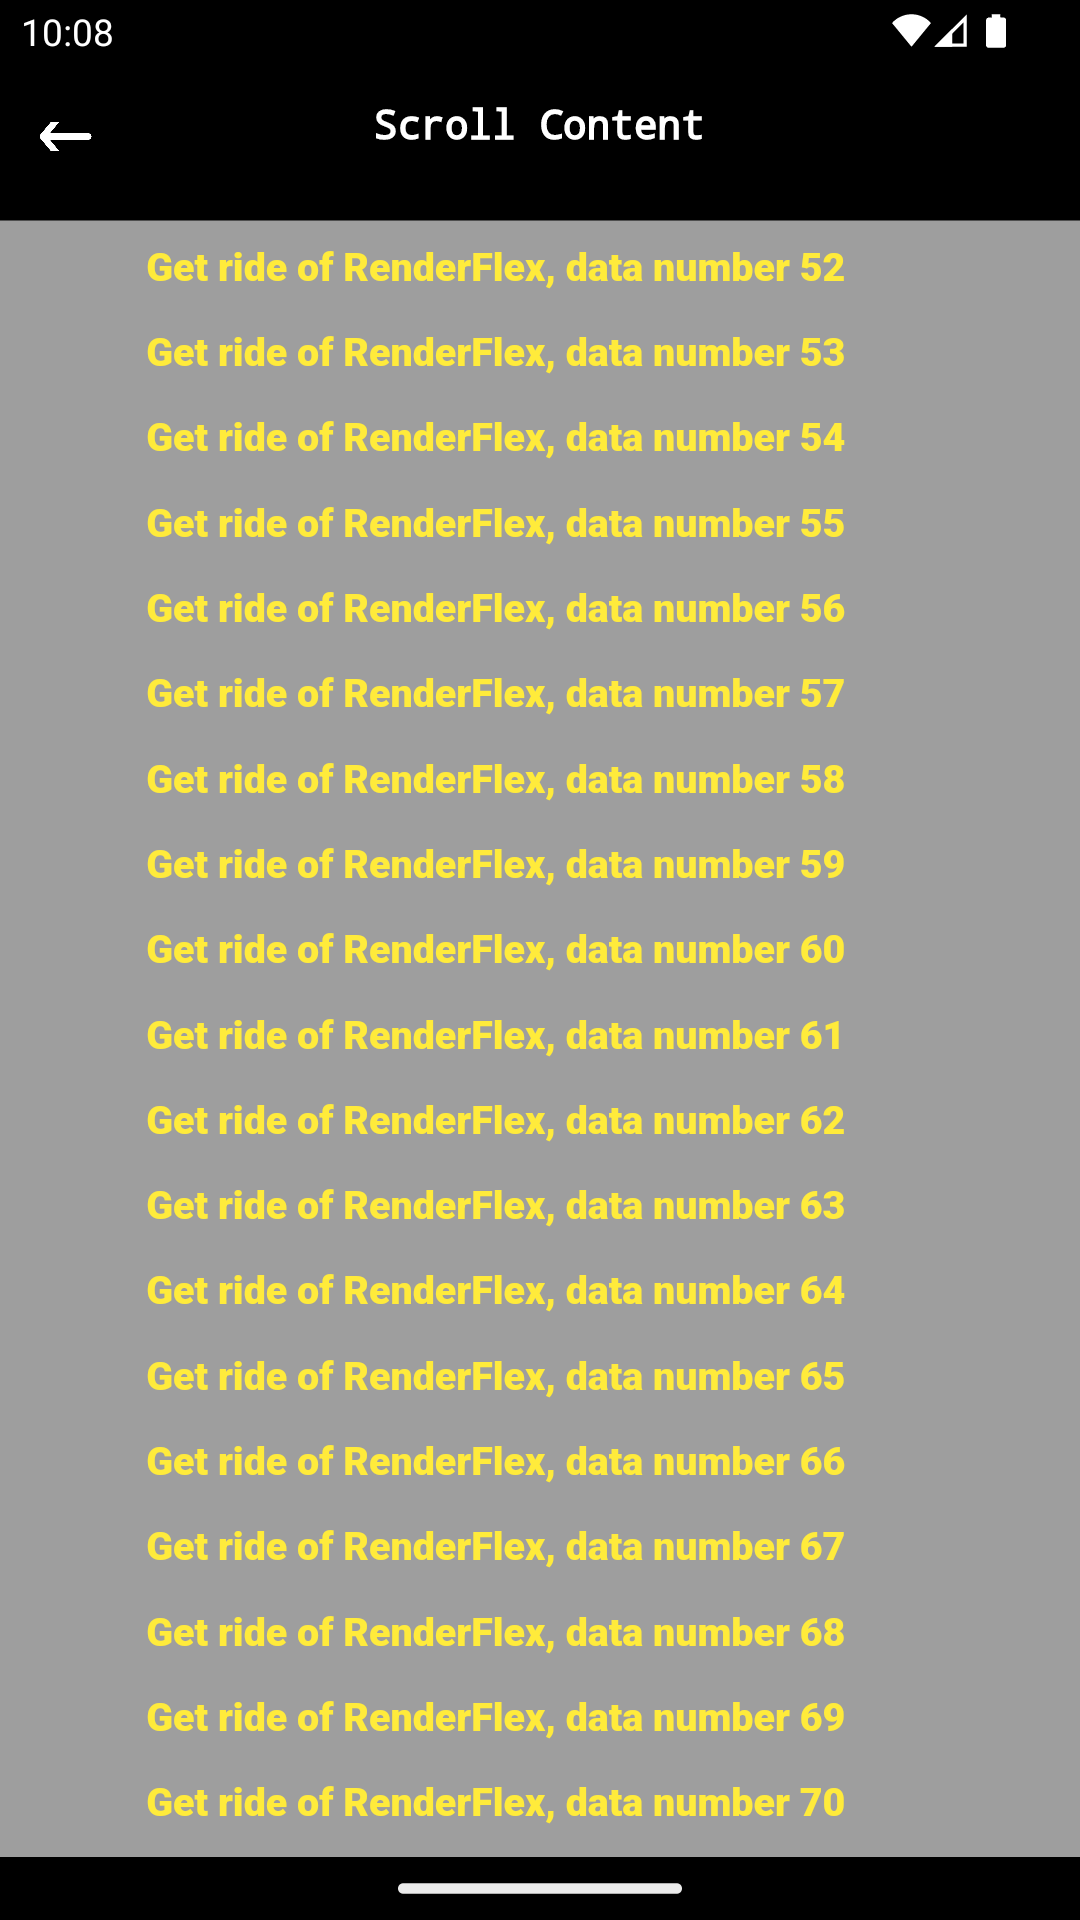 10:08
Scroll Content
Get ride of RenderFlex, data number 52
Get ride of RenderFlex, data number 53
Get ride of RenderFlex, data number 54
Get ride of RenderFlex, data number 55
Get ride of RenderFlex, data number 56
Get ride of RenderFlex, data number 57
Get ride of RenderFlex, data number 58
Get ride of RenderFlex, data number 59
Get ride of RenderFlex, data number 60
Get ride of RenderFlex, data number 61
Get ride of RenderFlex, data number 62
Get ride of RenderFlex, data number 63
Get ride of RenderFlex, data number 64
Get ride of RenderFlex, data number 65
Get ride of RenderFlex, data number 66
Get ride of RenderFlex, data number 67
Get ride of RenderFlex, data number 68
Get ride of RenderFlex, data number 69
Get ride of RenderFlex, data number 70